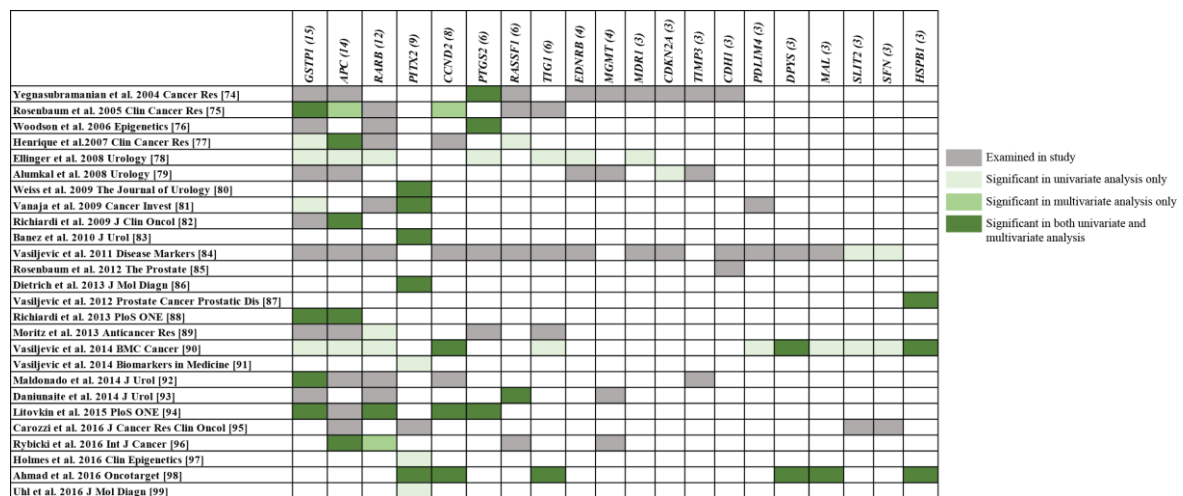 GSTP1 (15)
APC (14)
RARB (12)
PITX2 (9)
CCND2 (8)
PTGS2 (6)
RASSF1 (6)
TIG1 (6)
EDNRB (4)
MGMT (4)
MDR1 (3)
CDKN2A (3)
TIMP3 (3)
CDH1 (3)
PDLIM4 (3)
DPYS (3)
MAL (3)
SLIT2 (3)
SFN (3)
HSPB1 (3)
Yegnasubramanian et al. 2004 Cancer Res [74]
Rosenbaum et al. 2005 Clin Cancer Res [75]
Woodson et al. 2006 Epigenetics [76]
Henrique et al.2007 Clin Cancer Res [77]
Ellinger et al. 2008 Urology [78]
Alumkal et al. 2008 Urology [79]
Weiss et al. 2009 The Journal of Urology [80]
Vanaja et al. 2009 Cancer Invest [81]
Richiardi et al. 2009 J Clin Oncol [82]
Banez et al. 2010 J Urol [83]
Vasiljevic et al. 2011 Disease Markers [84]
Rosenbaum et al. 2012 The Prostate [85]
Dietrich et al. 2013 J Mol Diagn [86]
Vasiljevic et al. 2012 Prostate Cancer Prostatic Dis [87]
Richiardi et al. 2013 PloS ONE [88]
Moritz et al. 2013 Anticancer Res [89]
Vasiljevic et al. 2014 BMC Cancer [90]
Vasiljevic et al. 2014 Biomarkers in Medicine [91]
Maldonado et al. 2014 J Urol [92]
Daniunaite et al. 2014 J Urol [93]
Litovkin et al. 2015 PloS ONE [94]
Carozzi et al. 2016 J Cancer Res Clin Oncol [95]
Rybicki et al. 2016 Int J Cancer [96]
Holmes et al. 2016 Clin Epigenetics [97]
Ahmad et al. 2016 Oncotarget [98]
Uhl et al. 2016 J Mol Diagn [99]
Examined in study
Significant in univariate analysis only
Significant in multivariate analysis only
Significant in both univariate and
multivariate analysis